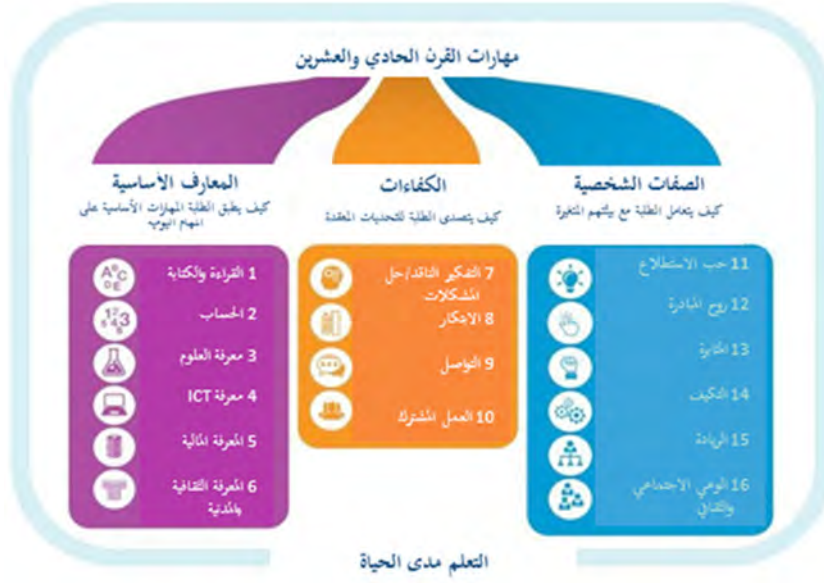 مهارات القرن الحادي والعشرين
الصفات الشخصية
كيف يتعامل الطلبة مع بيئتهم المتغيرة
11 حب الاستطلاع
12 روح المبادرة
13 المثابرة
14 التكيف
15 الريادة
16 الوعي الاجتماعي
والثقافي
الكفاءات
كيف يتصدى الطلبة للتحديات المعقدة
7 التفكير الناقد/حل
المشكلات
8 الابتكار
9 التواصل
10 العمل المشترك
المعارف الأساسية
كيف يطبق الطلبة المهارات الأساسية على
المهام اليومية
1 القراءة والكتابة
2 الحساب
3 معرفة العلوم
4 معرفة ICT
5 المعرفة المالية
6 المعرفة الثقافية
والمدنية
A B C
D E
1 2 3
التعلم مدى الحياة